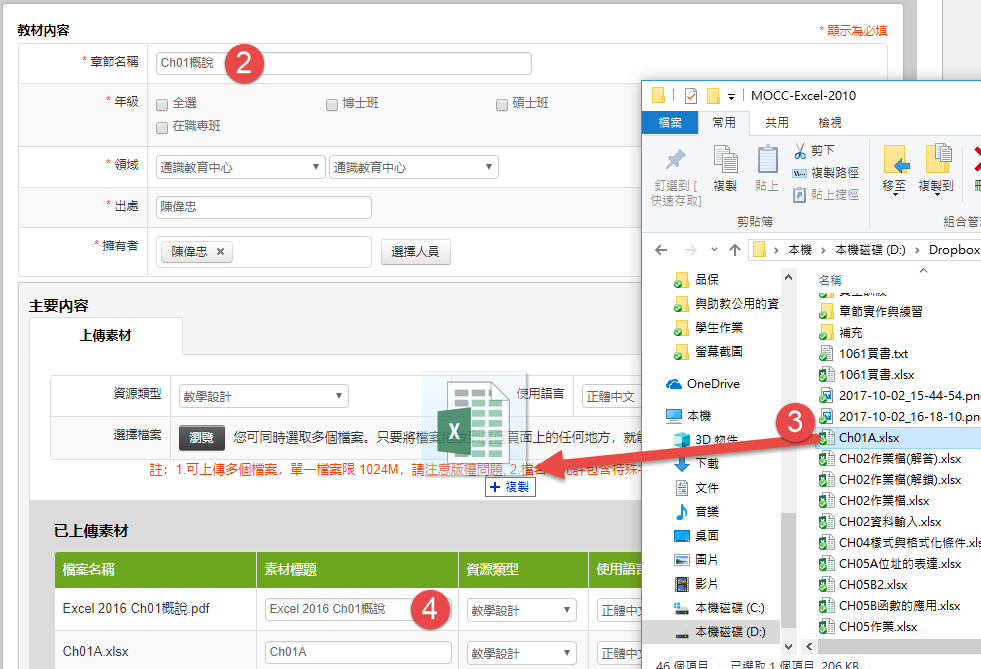 教材內容
* 顯示為必填
* 章節名稱
Ch01概說
2
* 年級
全選
博士班
碩士班
在職專班
* 領域
通識教育中心
通識教育中心
* 出處
陳偉忠
* 擁有者
陳偉忠 ×
選擇人員
主要內容
上傳素材
資源類型
教學設計
使用語言
正體中文
選擇檔案
瀏覽
您可同時選取多個檔案。只要將檔案
頁面上的任何地方，就
註：1.可上傳多個檔案，單一檔案限 1024M，請注意版權問題. 2.檔
+ 複製
已上傳素材
檔案名稱
素材標題
資源類型
使用語言
Excel 2016 Ch01概說.pdf
Excel 2016 Ch01概說
4
教學設計
正體中
Ch01A.xlsx
Ch01A
教學設計
正體中
MOCC-Excel-2010
檔案
常用
共用
檢視
釘選到 [
快速存取]
複製
貼上
剪下
複製路徑
貼上捷徑
剪貼簿
移至
複製到
組合管
本機
本機磁碟 (D:)
Dropbox
品保
與助教公用的資
學生作業
螢幕截圖
OneDrive
本機
3D 物件
下載
文件
音樂
桌面
圖片
影片
本機磁碟 (C:)
本機磁碟 (D:)
名稱
章節實作與練習
補充
1061買書.txt
1061買書.xlsx
2017-10-02_15-44-54.pn
2017-10-02_16-18-10.pn
3
Ch01A.xlsx
CH02作業檔(解答).xlsx
CH02作業檔(解鎖).xlsx
CH02作業檔.xlsx
CH02資料輸入.xlsx
CH04樣式與格式化條件.xls
CH05A位址的表達.xlsx
CH05B2.xlsx
CH05B函數的應用.xlsx
CH05作業.xlsx
46 個項目
已選取 1 個項目 206 KB